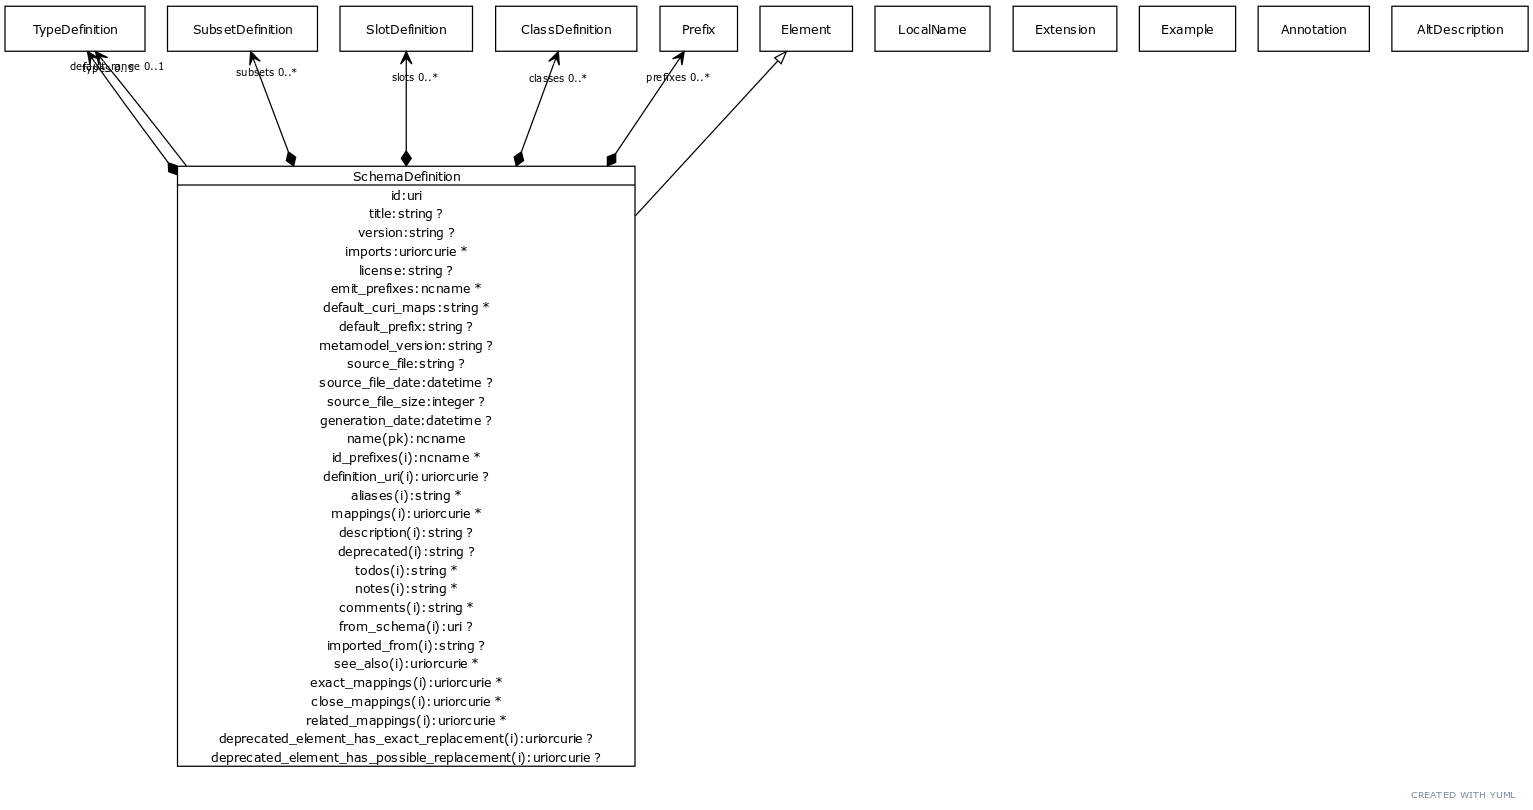 TypeDefinition
SubsetDefinition
SlotDefinition
ClassDefinition
Prefix
Element
LocalName
Extension
Example
Annotation
AltDescription
default_range 0..1
types 0..*
subsets 0..*
slots 0..*
classes 0..*
prefixes 0..*
SchemaDefinition
id:uri
title:string ?
version:string ?
imports:uriorcurie *
license:string ?
emit_prefixes:ncname *
default_curi_maps:string *
default_prefix:string ?
metamodel_version:string ?
source_file:string ?
source_file_date:datetime ?
source_file_size:integer ?
generation_date:datetime ?
name(pk):ncname
id_prefixes(i):ncname *
definition_uri(i):uriorcurie ?
aliases(i):string *
mappings(i):uriorcurie *
description(i):string ?
deprecated(i):string ?
todos(i):string *
notes(i):string *
comments(i):string *
from_schema(i):uri ?
imported_from(i):string ?
see_also(i):uriorcurie *
exact_mappings(i):uriorcurie *
close_mappings(i):uriorcurie *
related_mappings(i):uriorcurie *
deprecated_element_has_exact_replacement(i):uriorcurie ?
deprecated_element_has_possible_replacement(i):uriorcurie ?
CREATED WITH YUML